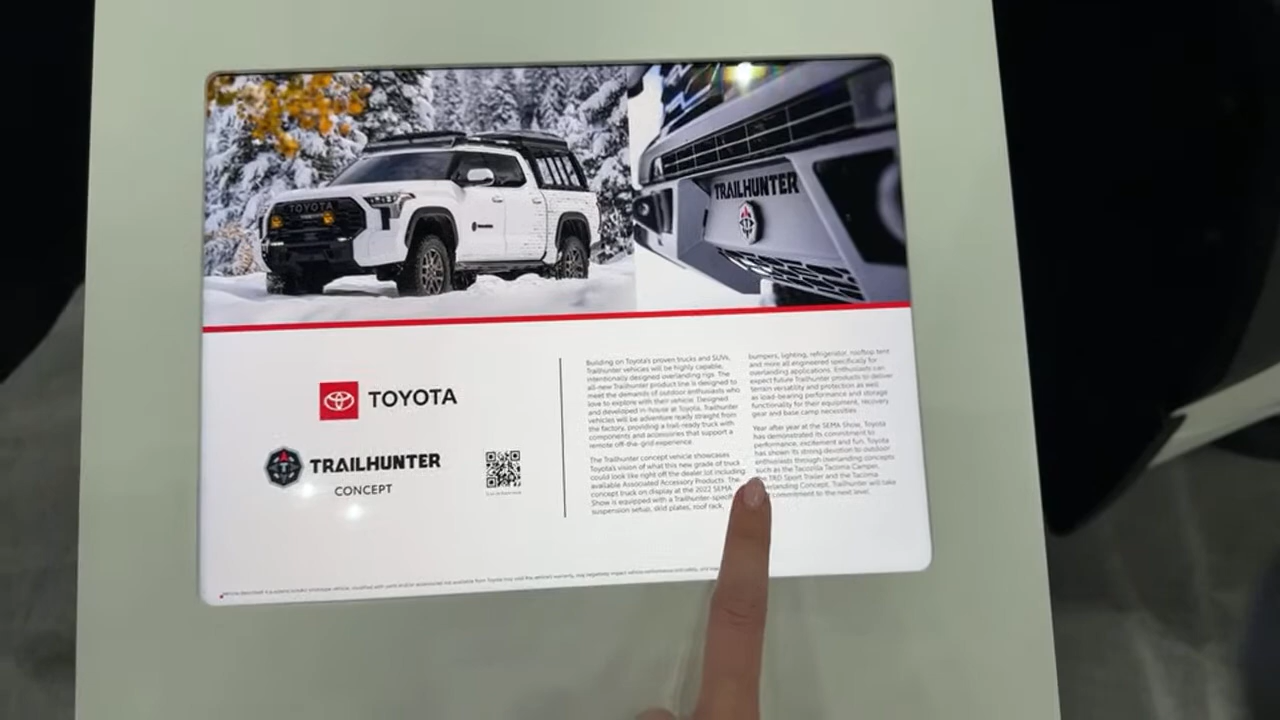 TOYOTA
TRAILHUNTER
TOYOTA
TRAILHUNTER
CONCEPT
Building on Toyota's proven trucks and SUVs,
Trailhunter vehicles will be highly capable,
intentionally designed overlanding rigs. The
all-new Trailhunter product line is designed to
meet the demands of outdoor enthusiasts who
love to explore with their vehicle. Designed
and developed in-house at Toyota, Trailhunter
vehicles will be adventure ready straight from
the factory, providing a trail-ready truck with
components and accessories that support a
remote off-the-grid experience.
The Trailhunter concept vehicle showcases
Toyota's vision of what this new grade of truck
could look like right off the dealer lot including
available Associated Accessory Products. The
concept truck on display at the 2022 SEMA
Show is equipped with a Trailhunter-specific
suspension setup, skid plates, roof rack,
bumpers, lighting, refrigerator, rooftop tent
and more all engineered specifically for
overlanding applications. Enthusiasts can
expect future Trailhunter products to deliver
terrain versatility and protection as well
as load-bearing performance and storage
functionality for their equipment, recovery
gear and base camp necessities.
Year after year at the SEMA Show, Toyota
has demonstrated its commitment to
performance, excitement and fun. Toyota
has shown its strong devotion to outdoor
enthusiasts through overlanding concepts
such as the Tacozilla Tacoma Camper,
the TRD Sport Trailer and the Tacoma
Overlanding Concept. Trailhunter will take
commitment to the next level.